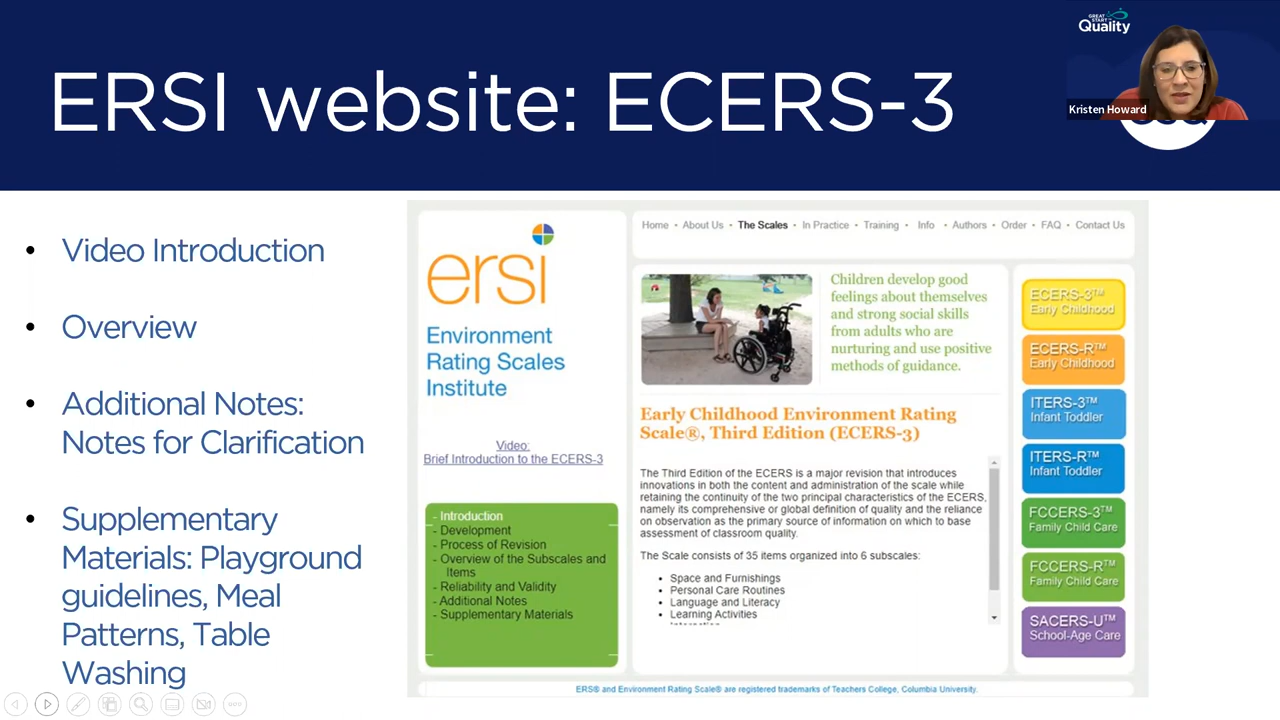 ERSI website: ECERS-3
GREAT
START
Quality
Kristen Howard
• Video Introduction
• Overview
• Additional Notes:
Notes for Clarification
• Supplementary
Materials: Playground
guidelines, Meal
Patterns, Table
Washing
ersi
Environment
Rating Scales
Institute
Video:
Brief Introduction to the ECERS-3
- Introduction
- Development
- Process of Revision
- Overview of the Subscales and
Items
- Reliability and Validity
- Additional Notes
- Supplementary Materials
Home • About Us • The Scales • In Practice • Training • Info • Authors • Order • FAQ • Contact Us
Children develop good
feelings about themselves
and strong social skills
from adults who are
nurturing and use positive
methods of guidance.
Early Childhood Environment Rating
Scale®, Third Edition (ECERS-3)
The Third Edition of the ECERS is a major revision that introduces
innovations in both the content and administration of the scale while
retaining the continuity of the two principal characteristics of the ECERS,
namely its comprehensive or global definition of quality and the reliance
on observation as the primary source of information on which to base
assessment of classroom quality.
The Scale consists of 35 items organized into 6 subscales:
• Space and Furnishings
• Personal Care Routines
• Language and Literacy
• Learning Activities
ECERS-3™
Early Childhood
ECERS-R™
Early Childhood
ITERS-3™
Infant Toddler
ITERS-R™
Infant Toddler
FCCERS-3™
Family Child Care
FCCERS-R™
Family Child Care
SACERS-U™
School-Age Care
ERS® and Environment Rating Scale® are registered trademarks of Teachers College, Columbia University.